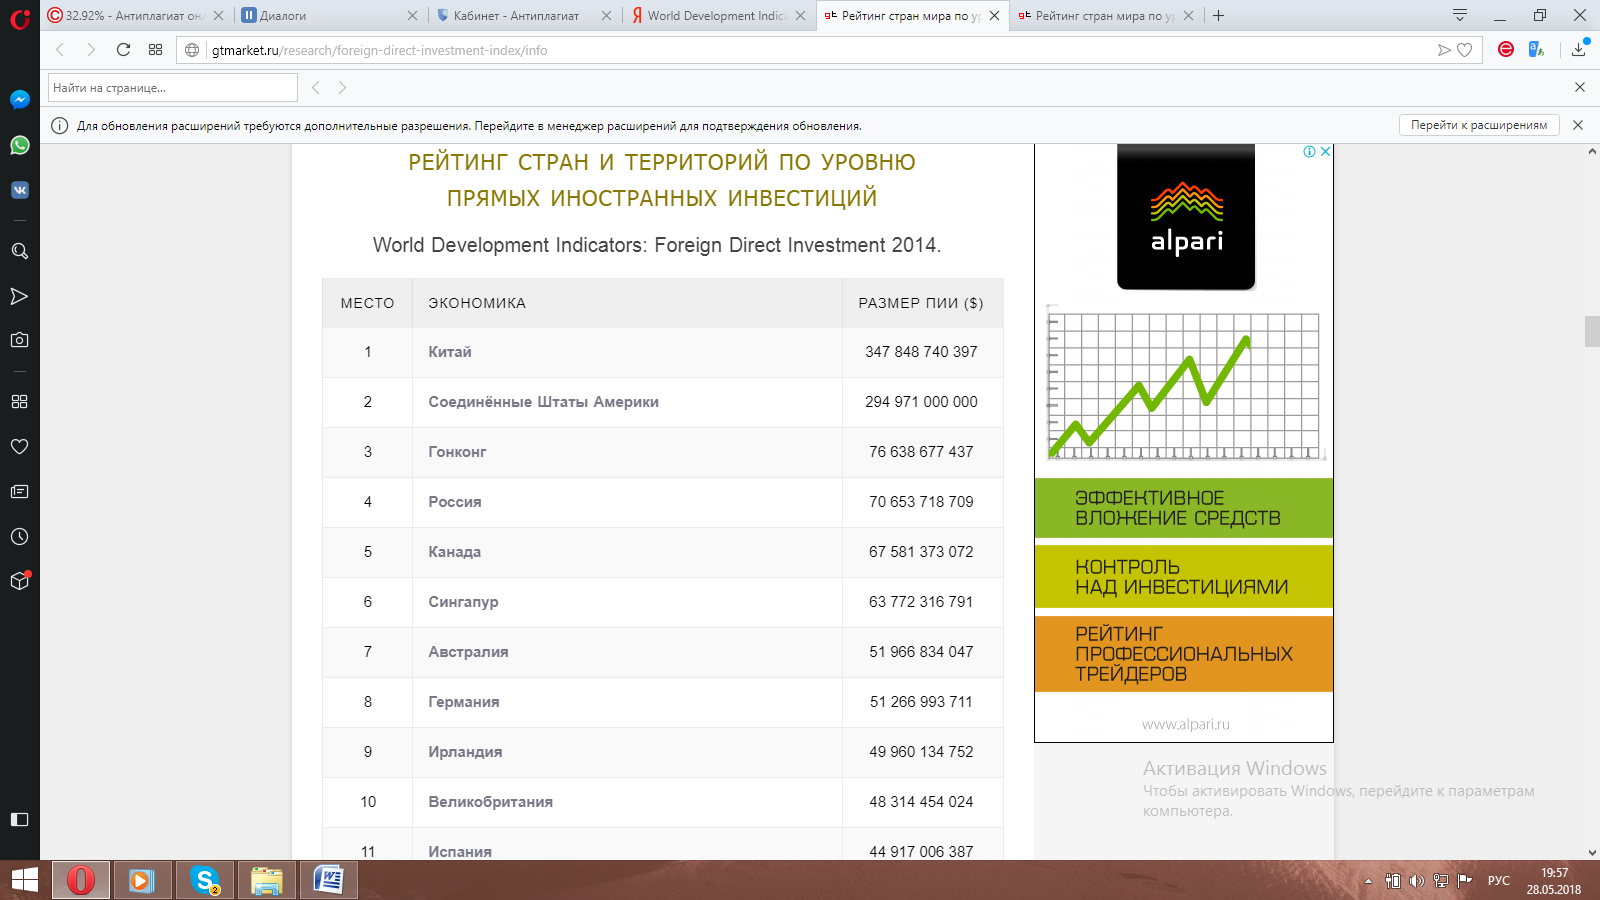 32.92% - Антиплагиат онл
Диалоги
Кабинет - Антиплагиат
World Development Indica
Рейтинг стран мира по ур
Рейтинг стран мира по ур
gtmarket.ru/research/foreign-direct-investment-index/info
Найти на странице...
Для обновления расширений требуются дополнительные разрешения. Перейдите в менеджер расширений для подтверждения обновления.
Перейти к расширениям
РЕЙТИНГ СТРАН И ТЕРРИТОРИЙ ПО УРОВНЮ
ПРЯМЫХ ИНОСТРАННЫХ ИНВЕСТИЦИЙ
World Development Indicators: Foreign Direct Investment 2014.
МЕСТО ЭКОНОМИКА РАЗМЕР ПИИ ($)
1 Китай 347 848 740 397
2 Соединённые Штаты Америки 294 971 000 000
3 Гонконг 76 638 677 437
4 Россия 70 653 718 709
5 Канада 67 581 373 072
6 Сингапур 63 772 316 791
7 Австралия 51 966 834 047
8 Германия 51 266 993 711
9 Ирландия 49 960 134 752
10 Великобритания 48 314 454 024
11 Испания 44 917 006 387
alpari
ЭФФЕКТИВНОЕ
ВЛОЖЕНИЕ СРЕДСТВ
КОНТРОЛЬ
НАД ИНВЕСТИЦИЯМИ
РЕЙТИНГ
ПРОФЕССИОНАЛЬНЫХ
ТРЕЙДЕРОВ
www.alpari.ru
Активация Windows
Чтобы активировать Windows, перейдите к параметрам
компьютера.
2
РУС
19:57
28.05.2018